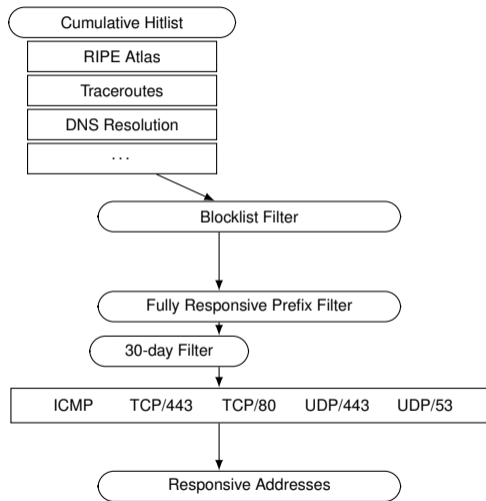 Cumulative Hitlist
RIPE Atlas
Traceroutes
DNS Resolution
...
Blocklist Filter
Fully Responsive Prefix Filter
30-day Filter
ICMP TCP/443 TCP/80 UDP/443 UDP/53
Responsive Addresses